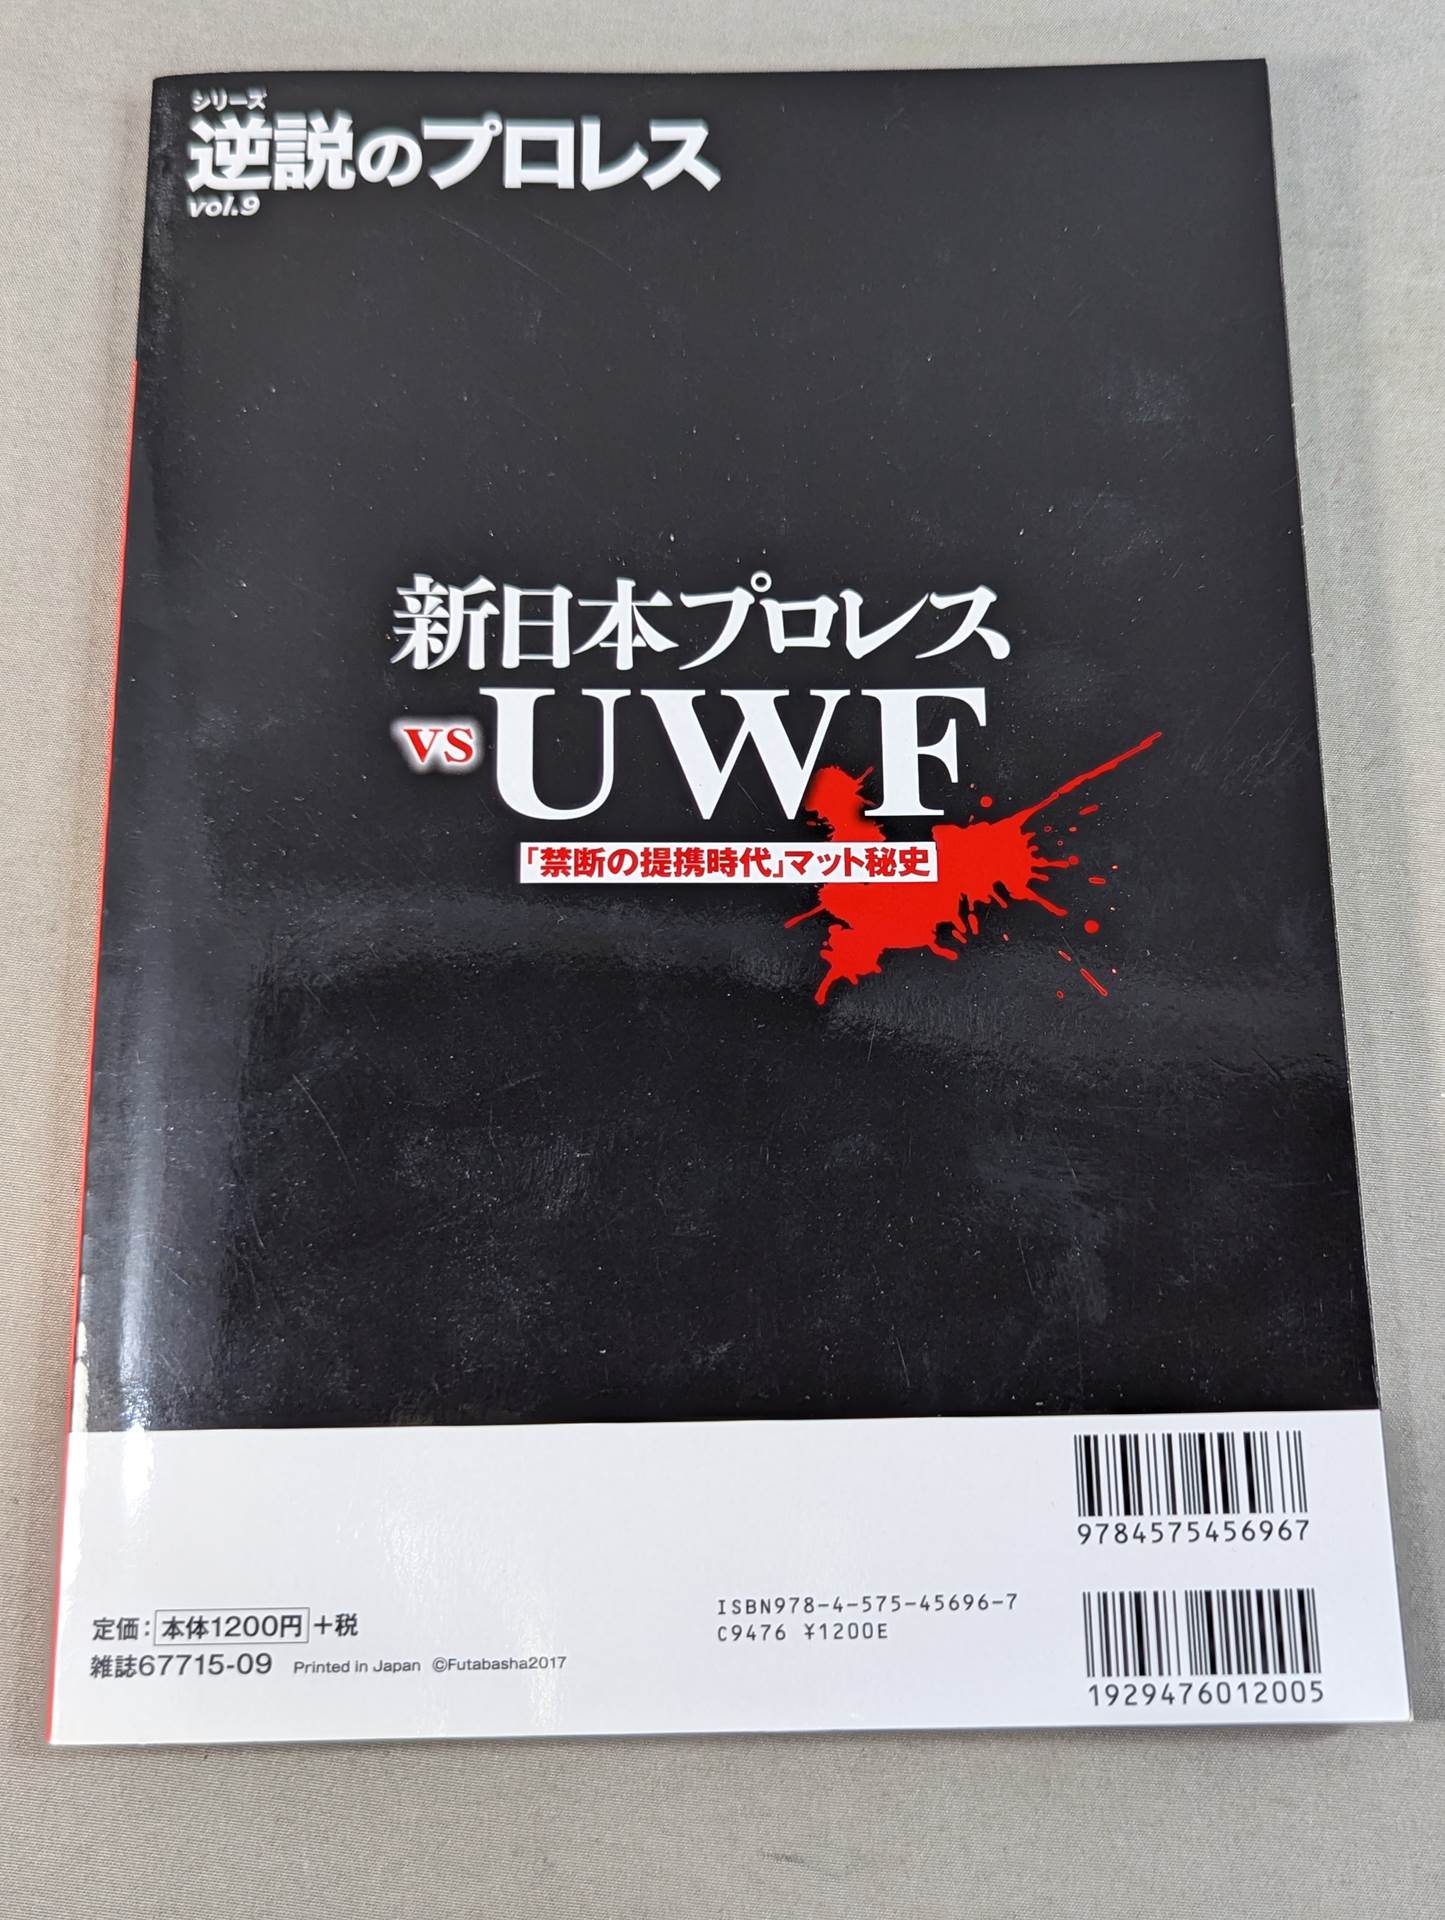 シリーズ
逆説のプロレス
vol.9
新日本プロレス
vs UWF
「禁断の提携時代」マット秘史
9784575456967
ISBN978-4-575-45696-7
C9476 ¥1200E
1929476012005
定価：本体1200円+税
雑誌67715-09 Printed in Japan ©Futabasha2017